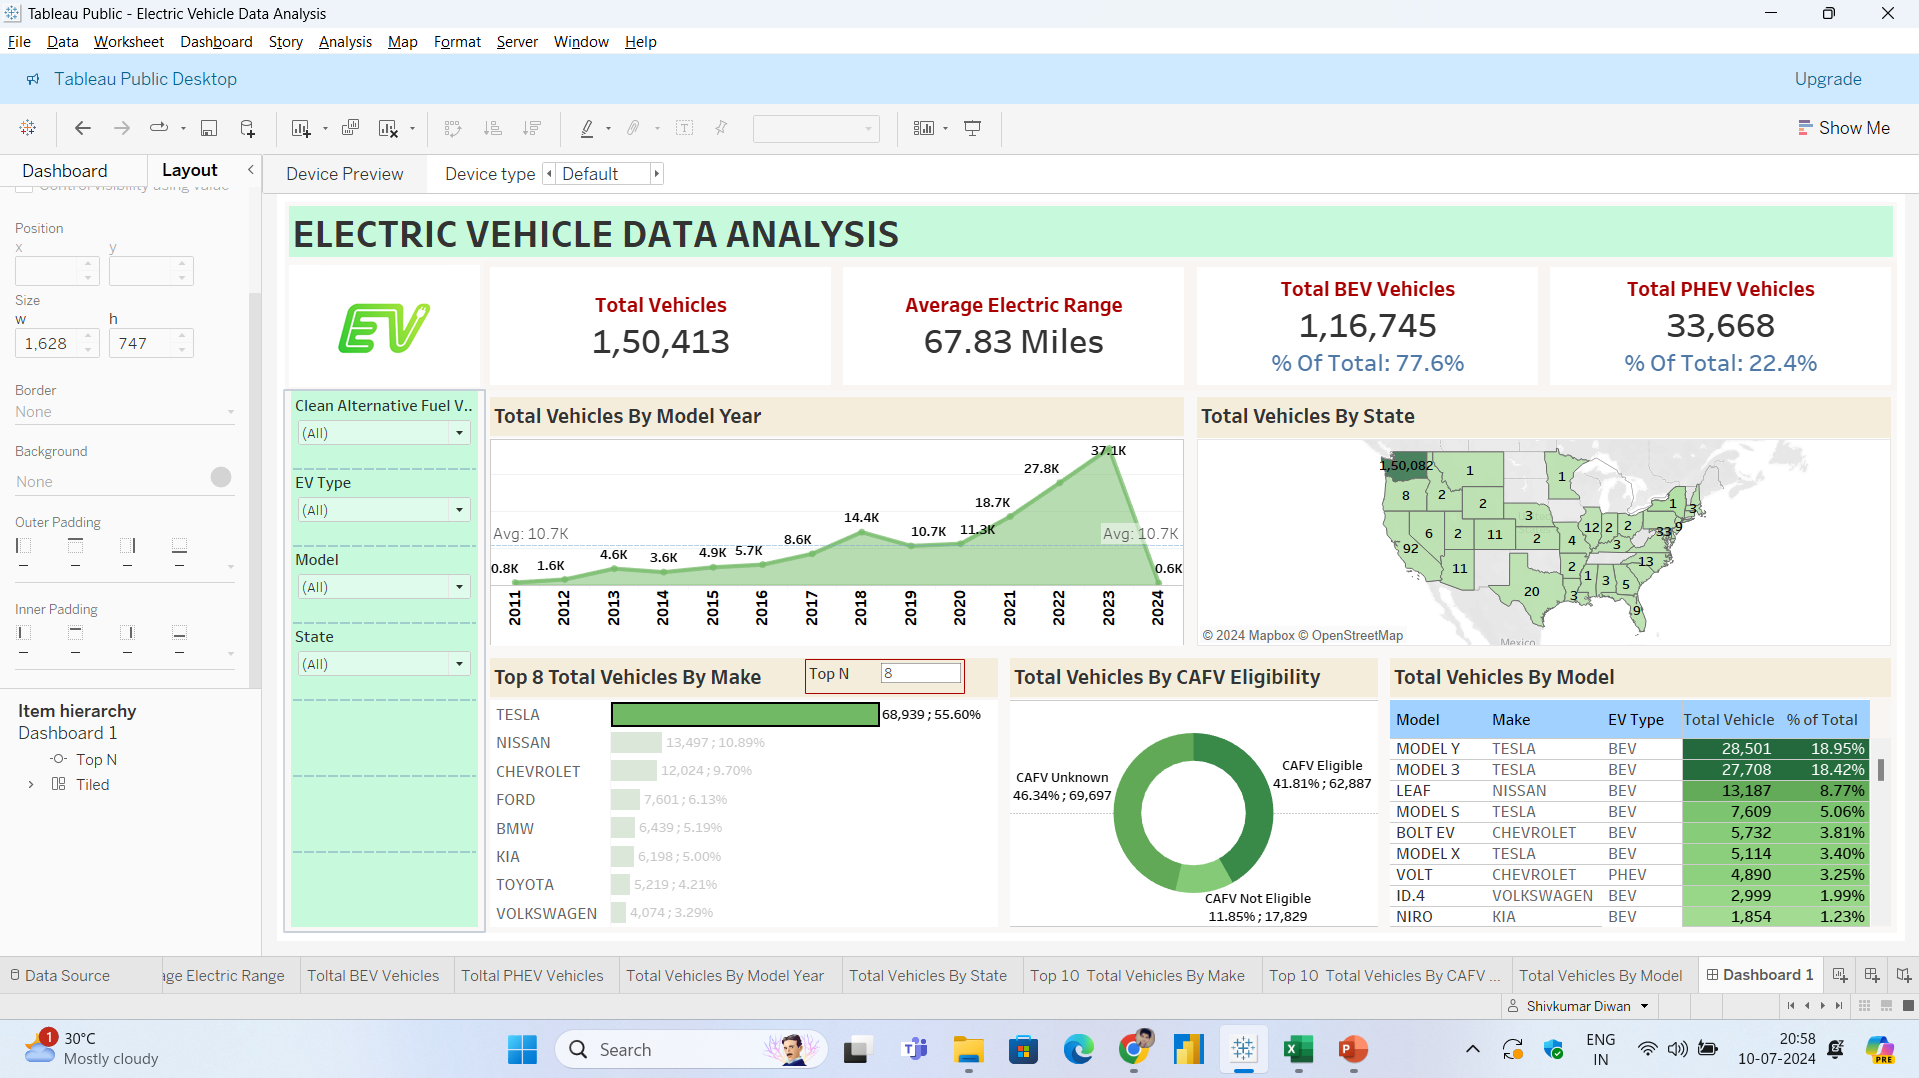 Tableau Public - Electric Vehicle Data Analysis
File Data Worksheet Dashboard Story Analysis Map Format Server Window Help
Tableau Public Desktop
Upgrade
Show Me
Dashboard Layout
Device Preview Device type Default
Control visibility using value
Position
x y
Size
w h
1,628 747
Border
None
Background
None
Outer Padding
Inner Padding
Item hierarchy
Dashboard 1
Top N
Tiled
ELECTRIC VEHICLE DATA ANALYSIS
EV
Total Vehicles
1,50,413
Average Electric Range
67.83 Miles
Total BEV Vehicles
1,16,745
% Of Total: 77.6%
Total PHEV Vehicles
33,668
% Of Total: 22.4%
Clean Alternative Fuel V..
(All)
EV Type
(All)
Model
(All)
State
(All)
Total Vehicles By Model Year
37.1K
27.8K
18.7K
14.4K
10.7K 11.3K
8.6K
4.6K 3.6K 4.9K 5.7K
0.8K 1.6K
0.6K
Avg: 10.7K Avg: 10.7K
2011 2012 2013 2014 2015 2016 2017 2018 2019 2020 2021 2022 2023 2024
Total Vehicles By State
1,50,082 1 1
8 2 2 1 3
6 2 11 3 2 12 2 2 33 9
92 4 3
11 2 13
20 3 1 3 5
9
Mexico
© 2024 Mapbox © OpenStreetMap
Top 8 Total Vehicles By Make
Top N 8
TESLA 68,939 ; 55.60%
NISSAN 13,497 ; 10.89%
CHEVROLET 12,024 ; 9.70%
FORD 7,601 ; 6.13%
BMW 6,439 ; 5.19%
KIA 6,198 ; 5.00%
TOYOTA 5,219 ; 4.21%
VOLKSWAGEN 4,074 ; 3.29%
Total Vehicles By CAFV Eligibility
CAFV Unknown
46.34% ; 69,697
CAFV Eligible
41.81% ; 62,887
CAFV Not Eligible
11.85% ; 17,829
Total Vehicles By Model
Model Make EV Type Total Vehicle % of Total
MODEL Y TESLA BEV 28,501 18.95%
MODEL 3 TESLA BEV 27,708 18.42%
LEAF NISSAN BEV 13,187 8.77%
MODEL S TESLA BEV 7,609 5.06%
BOLT EV CHEVROLET BEV 5,732 3.81%
MODEL X TESLA BEV 5,114 3.40%
VOLT CHEVROLET PHEV 4,890 3.25%
ID.4 VOLKSWAGEN BEV 2,999 1.99%
NIRO KIA BEV 1,854 1.23%
Data Source age Electric Range Toltal BEV Vehicles Toltal PHEV Vehicles Total Vehicles By Model Year Total Vehicles By State Top 10 Total Vehicles By Make Top 10 Total Vehicles By CAFV ... Total Vehicles By Model Dashboard 1
Shivkumar Diwan
1
30°C
Mostly cloudy
Search
PRE
ENG
IN
20:58
10-07-2024